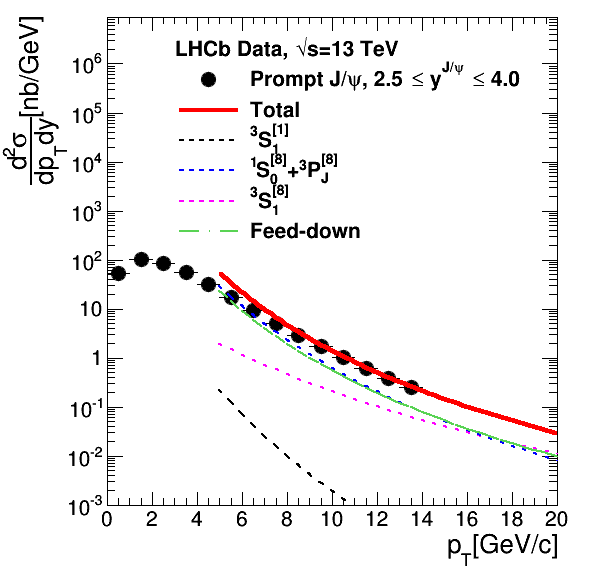 d²σ/dp_T dy [nb/GeV]
LHCb Data, √s=13 TeV
Prompt J/ψ, 2.5 ≤ y^{J/ψ} ≤ 4.0
Total
³S₁^{[1]}
¹S₀^{[8]}+³P_J^{[8]}
³S₁^{[8]}
Feed-down
10⁶
10⁵
10⁴
10³
10²
10
1
10⁻¹
10⁻²
10⁻³
0 2 4 6 8 10 12 14 16 18 20
p_T[GeV/c]